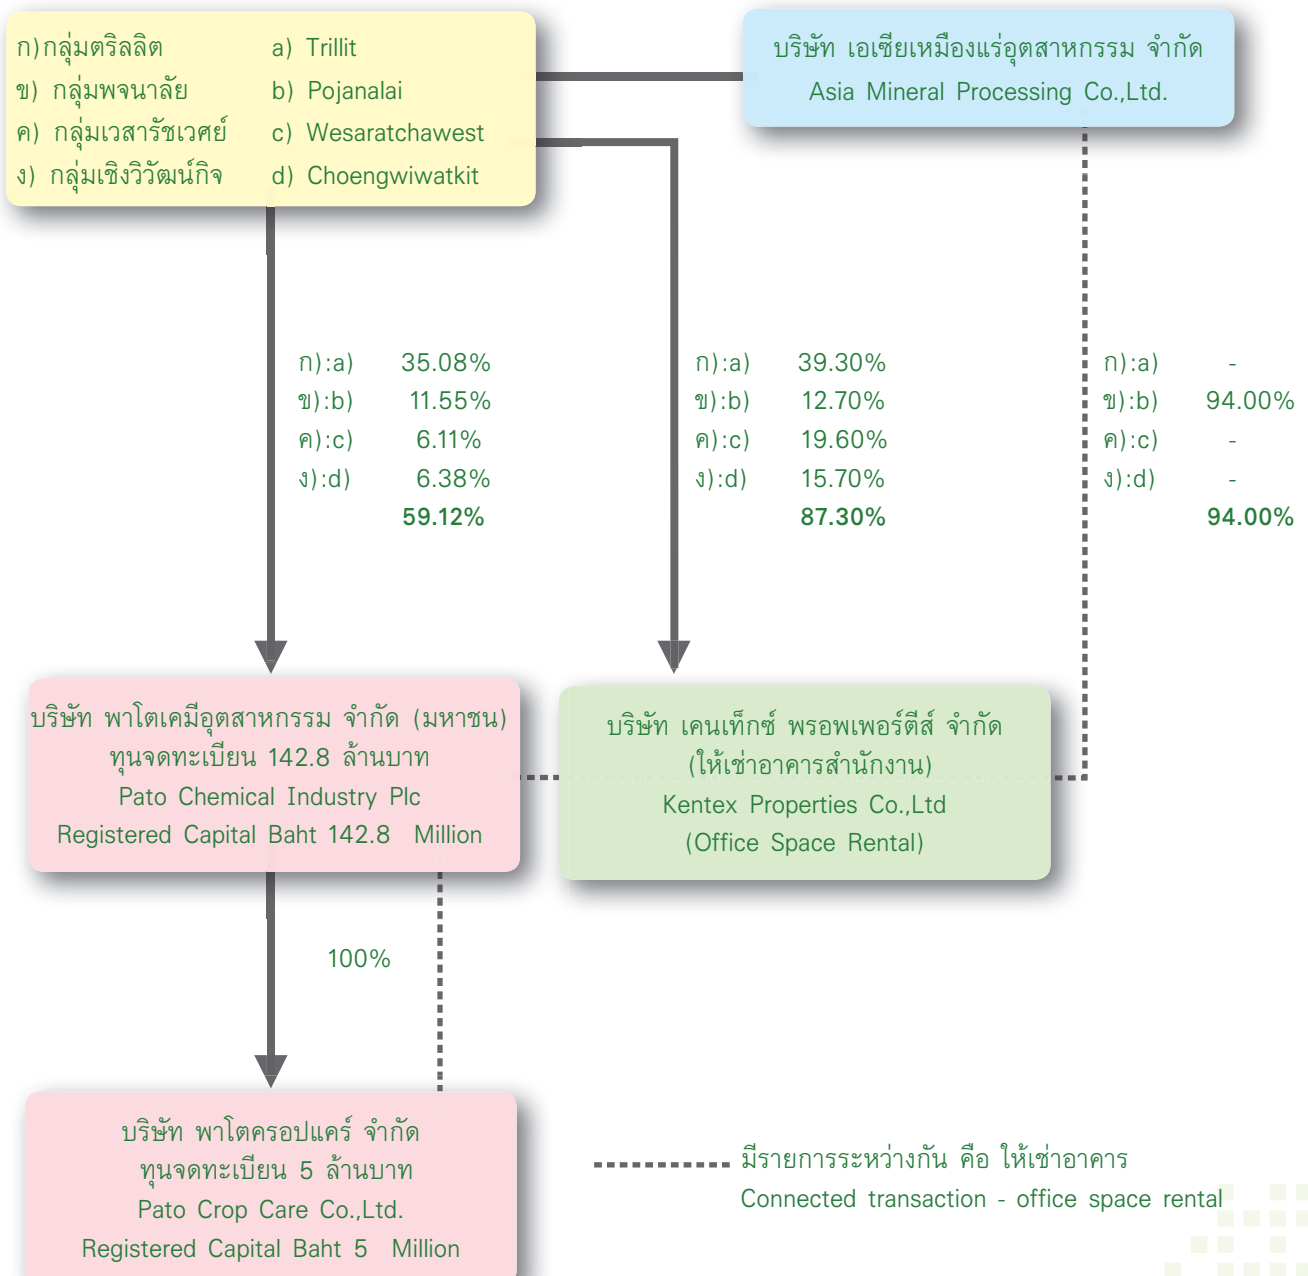 ก)กลุ่มตริลลิต a) Trillit
ข) กลุ่มพจนาลัย b) Pojanalai
ค) กลุ่มเวสารัชเวศย์ c) Wesaratchawest
ง) กลุ่มเชิงวิวัฒน์กิจ d) Choengwiwatkit
บริษัท เอเซียเหมืองแร่อุตสาหกรรม จำกัด
Asia Mineral Processing Co.,Ltd.
ก):a) 35.08%
ข):b) 11.55%
ค):c) 6.11%
ง):d) 6.38%
59.12%
ก):a) 39.30%
ข):b) 12.70%
ค):c) 19.60%
ง):d) 15.70%
87.30%
ก):a) -
ข):b) 94.00%
ค):c) -
ง):d) -
94.00%
บริษัท พาโตเคมีอุตสาหกรรม จำกัด (มหาชน)
ทุนจดทะเบียน 142.8 ล้านบาท
Pato Chemical Industry Plc
Registered Capital Baht 142.8 Million
บริษัท เคนเท็กซ์ พรอพเพอร์ตีส์ จำกัด
(ให้เช่าอาคารสำนักงาน)
Kentex Properties Co.,Ltd
(Office Space Rental)
100%
บริษัท พาโตครอปแคร์ จำกัด
ทุนจดทะเบียน 5 ล้านบาท
Pato Crop Care Co.,Ltd.
Registered Capital Baht 5 Million
มีรายการระหว่างกัน คือ ให้เช่าอาคาร
Connected transaction - office space rental